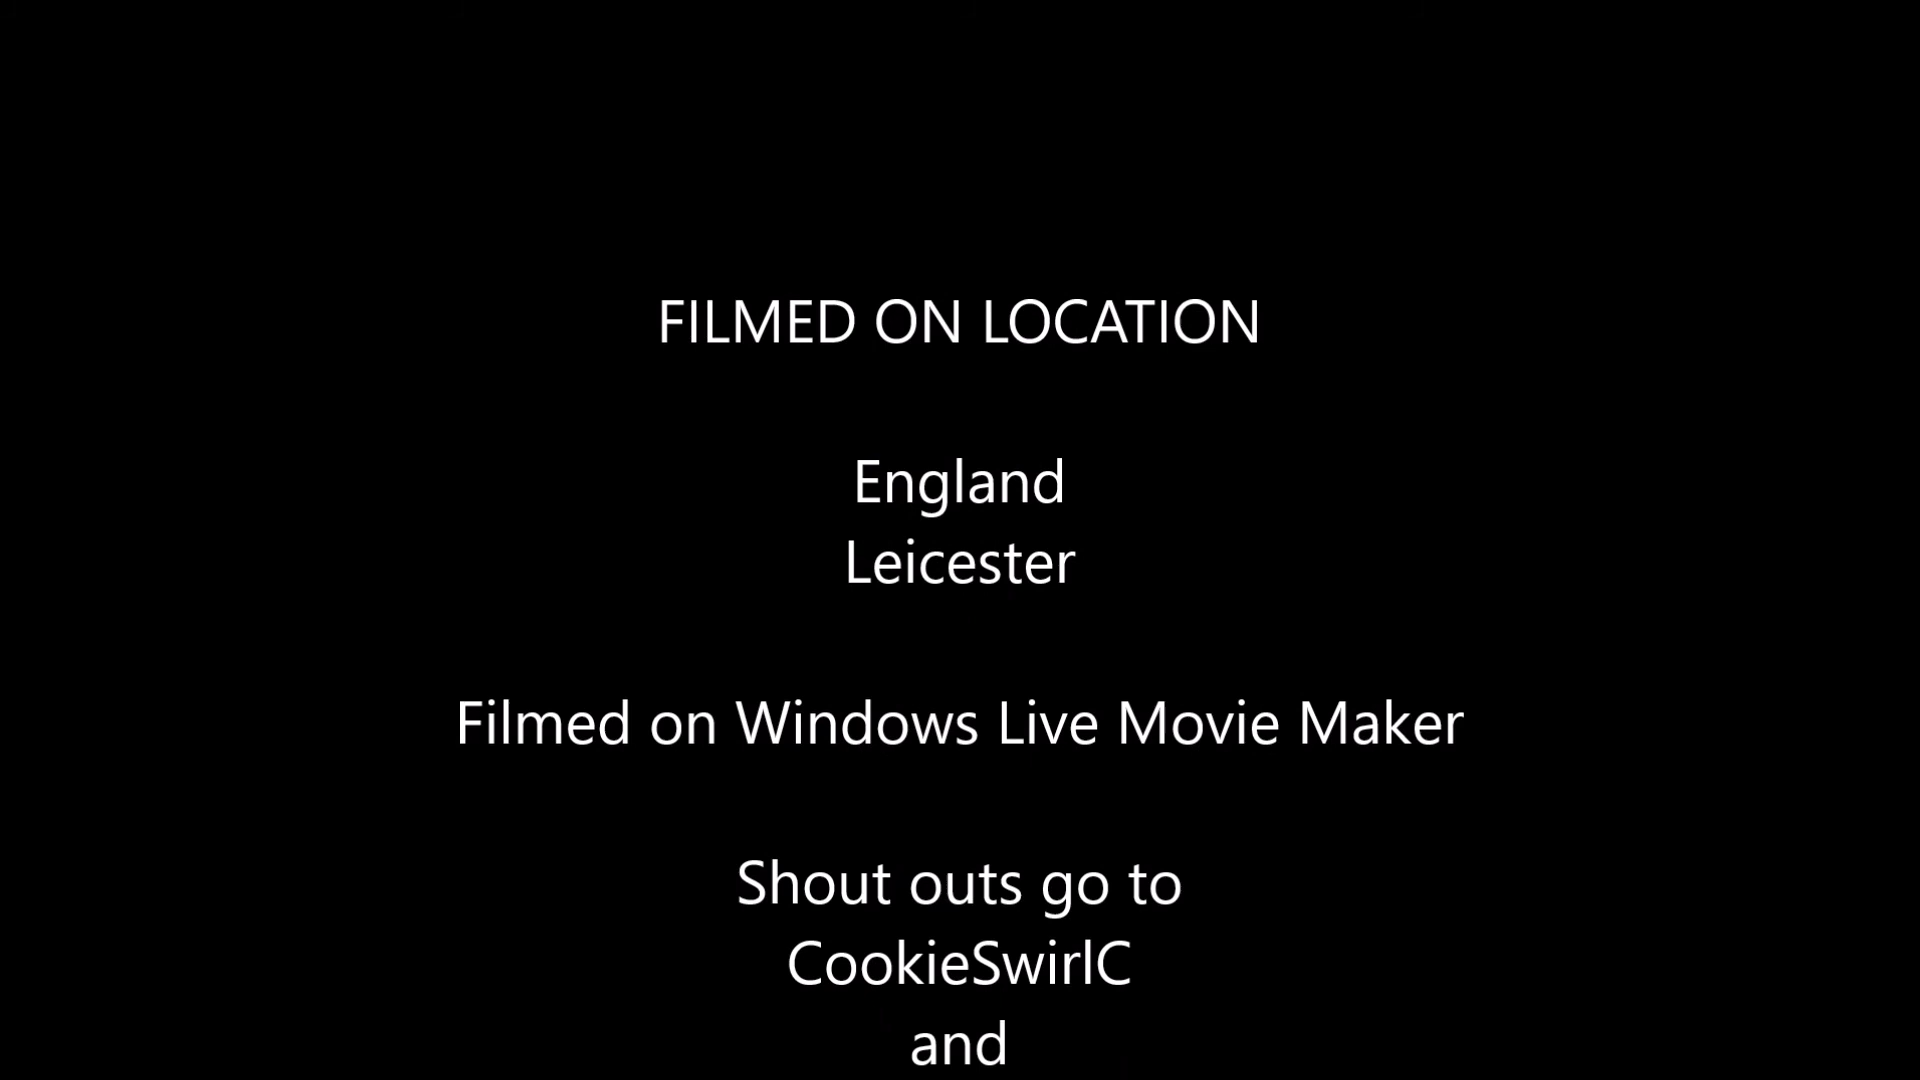 FILMED ON LOCATION
England
Leicester
Filmed on Windows Live Movie Maker
Shout outs go to
CookieSwirlC
and